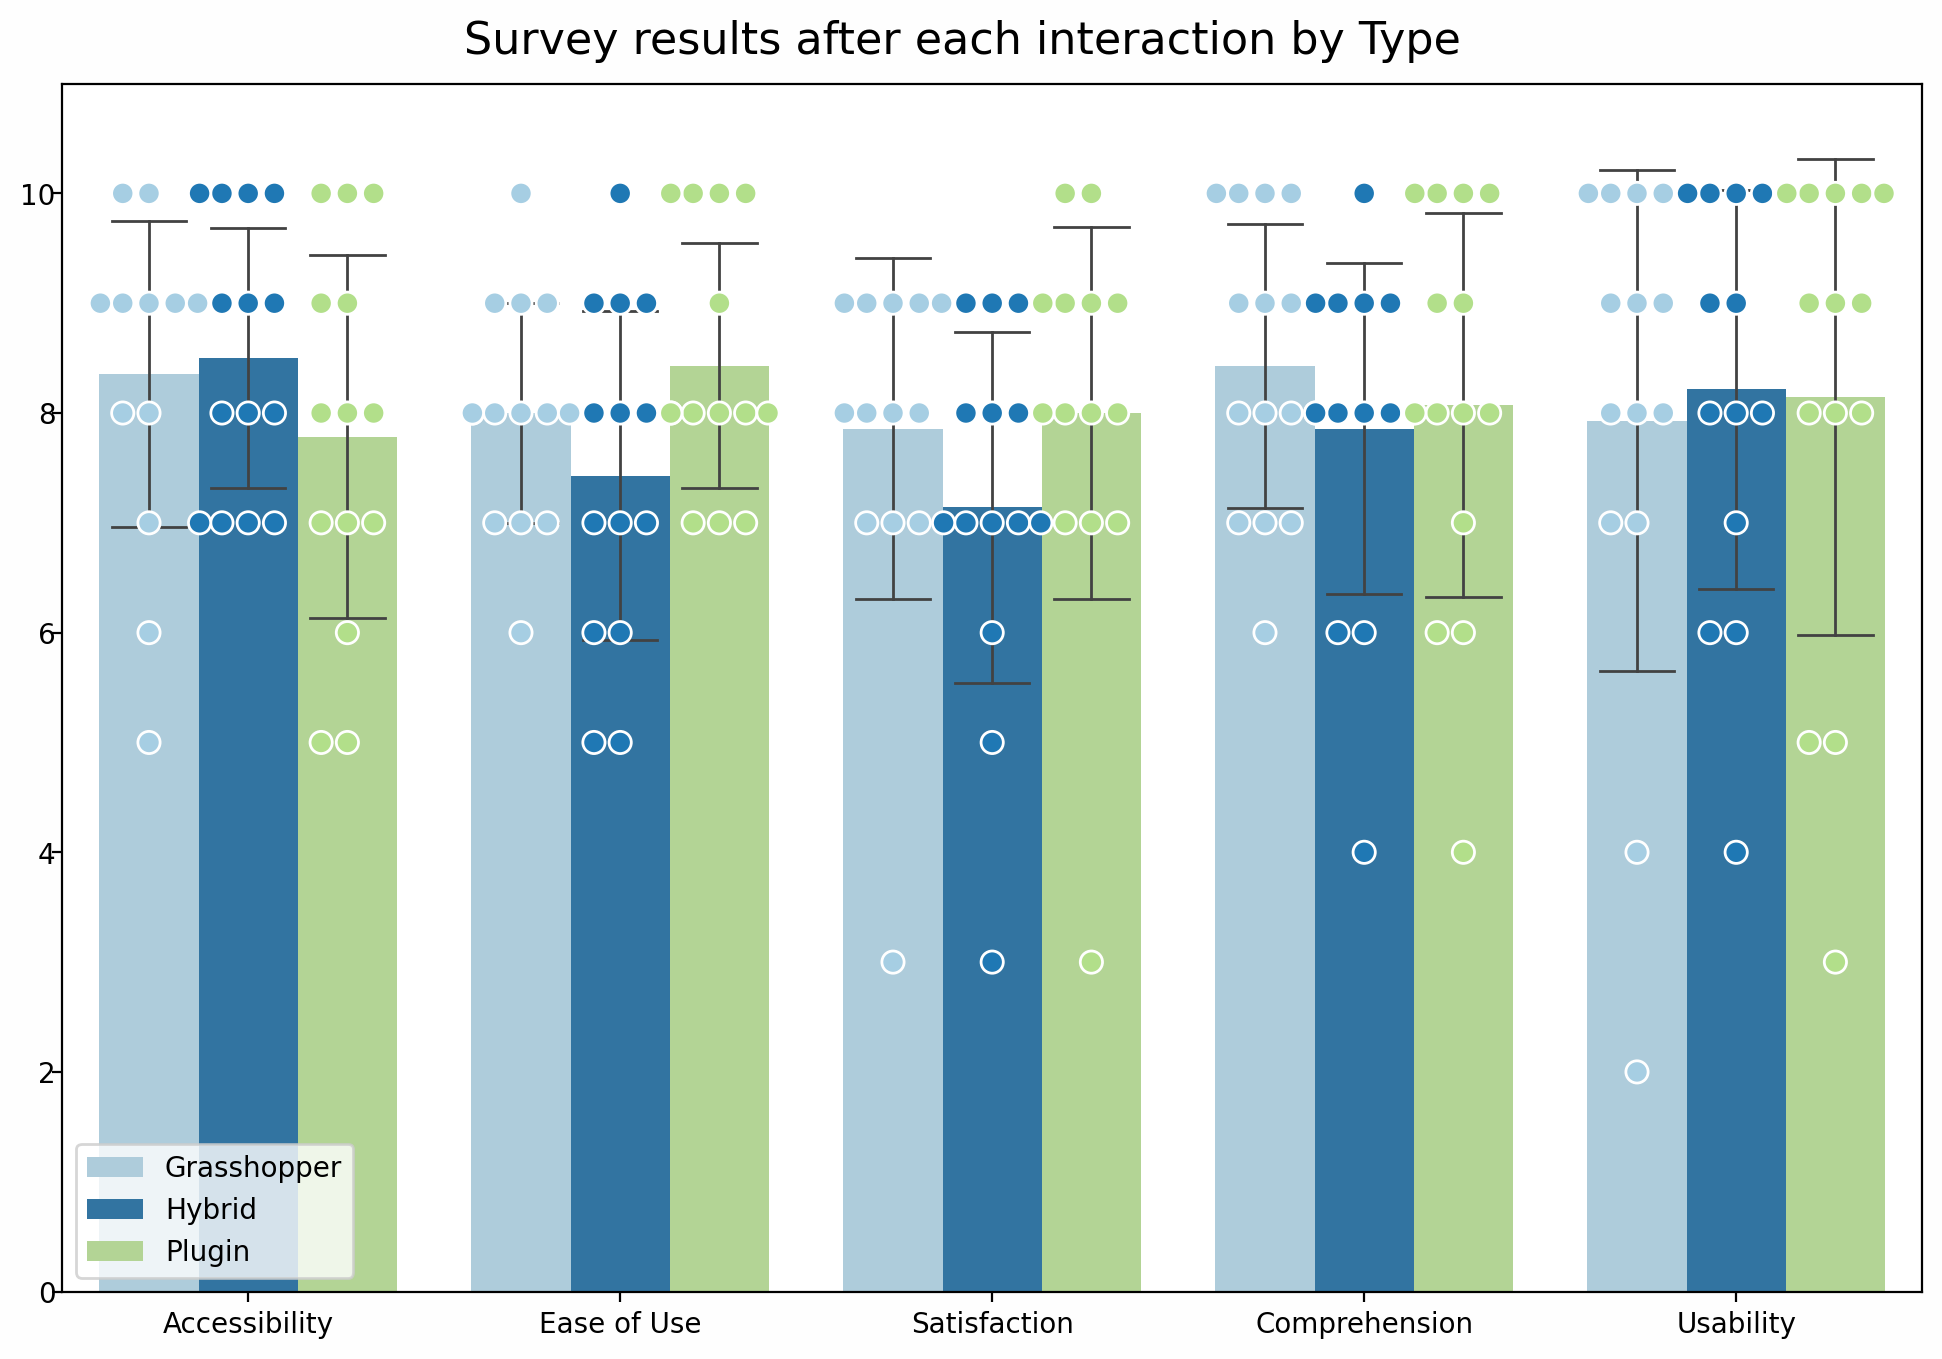 Survey results after each interaction by Type
10
8
6
4
2
0
Grasshopper
Hybrid
Plugin
Accessibility
Ease of Use
Satisfaction
Comprehension
Usability